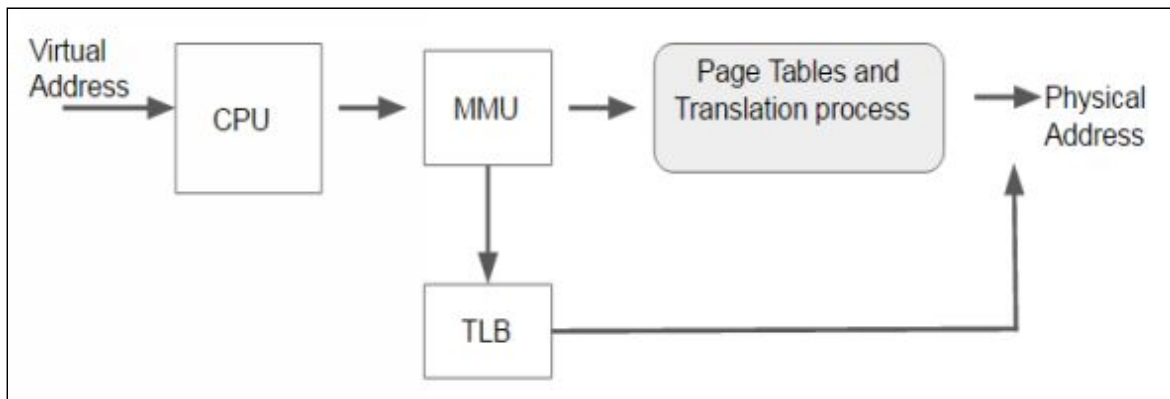 Virtual
Address
CPU
MMU
Page Tables and
Translation process
Physical
Address
TLB